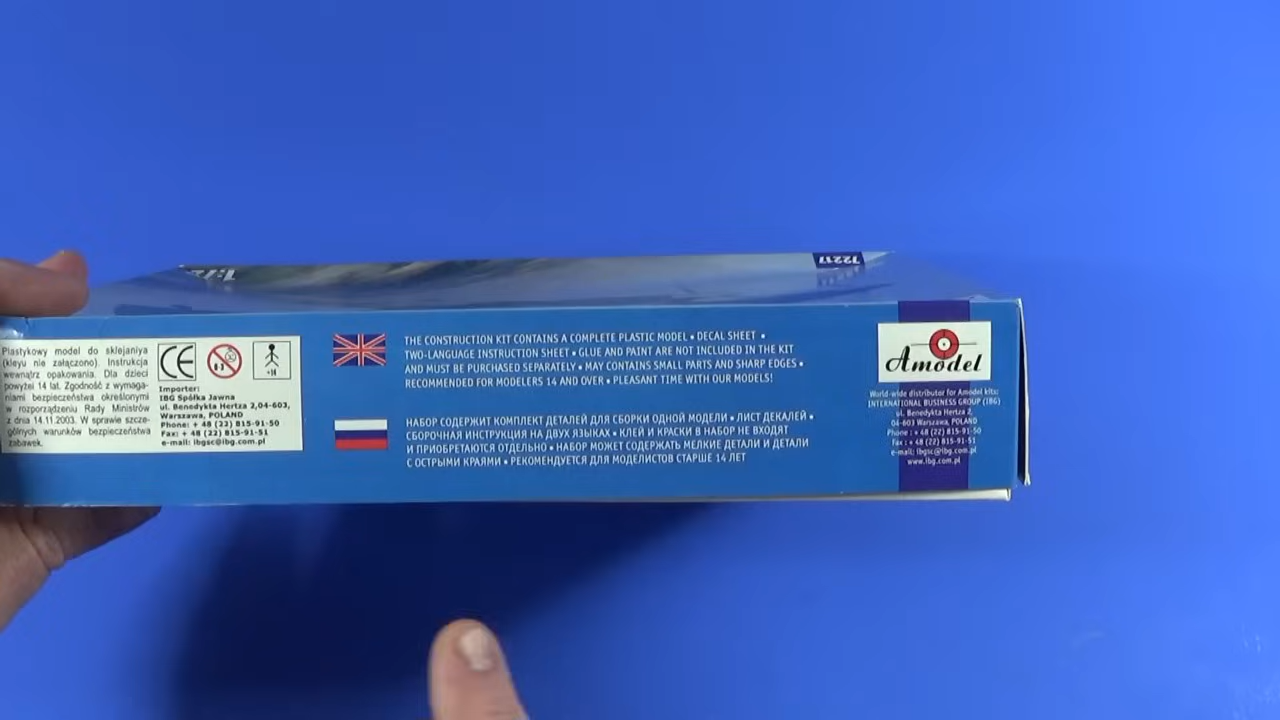 1:72
72217
Plastykowy model do sklejaniya
(kleyu nie załączono). Instrukcja
wewnątrz opakowania. Dla dzieci
powyżei 14 lat. Zgodność z wymaga-
niami bezpieczeństwa określonymi
w rozporządzeniu Rady Ministrów
z dnia 14.11.2003. W sprawie szcze-
gólnych warunków bezpieczeństwa
zabawek.
CE
0-3
+14
Importer:
IBG Spółka Jawna
ul. Benedykta Hertza 2,04-603,
Warszawa, POLAND
Phone: + 48 (22) 815-91-50
Fax: + 48 (22) 815-91-51
e-mail: ibgsc@ibg.com.pl
THE CONSTRUCTION KIT CONTAINS A COMPLETE PLASTIC MODEL • DECAL SHEET •
TWO-LANGUAGE INSTRUCTION SHEET • GLUE AND PAINT ARE NOT INCLUDED IN THE KIT
AND MUST BE PURCHASED SEPARATELY • MAY CONTAINS SMALL PARTS AND SHARP EDGES •
RECOMMENDED FOR MODELERS 14 AND OVER • PLEASANT TIME WITH OUR MODELS!
НАБОР СОДЕРЖИТ КОМПЛЕКТ ДЕТАЛЕЙ ДЛЯ СБОРКИ ОДНОЙ МОДЕЛИ • ЛИСТ ДЕКАЛЕЙ •
СБОРОЧНАЯ ИНСТРУКЦИЯ НА ДВУХ ЯЗЫКАХ • КЛЕЙ И КРАСКИ В НАБОР НЕ ВХОДЯТ
И ПРИОБРЕТАЮТСЯ ОТДЕЛЬНО • НАБОР МОЖЕТ СОДЕРЖАТЬ МЕЛКИЕ ДЕТАЛИ И ДЕТАЛИ
С ОСТРЫМИ КРАЯМИ • РЕКОМЕНДУЕТСЯ ДЛЯ МОДЕЛИСТОВ СТАРШЕ 14 ЛЕТ
Amodel
World-wide distributor for Amodel kits:
INTERNATIONAL BUSINESS GROUP (IBG)
ul. Benedykta Hertza 2,
04-603 Warszawa, POLAND
Phone : + 48 (22) 815-91-50
Fax : + 48 (22) 815-91-51
e-mail: ibgsc@ibg.com.pl
www.ibg.com.pl